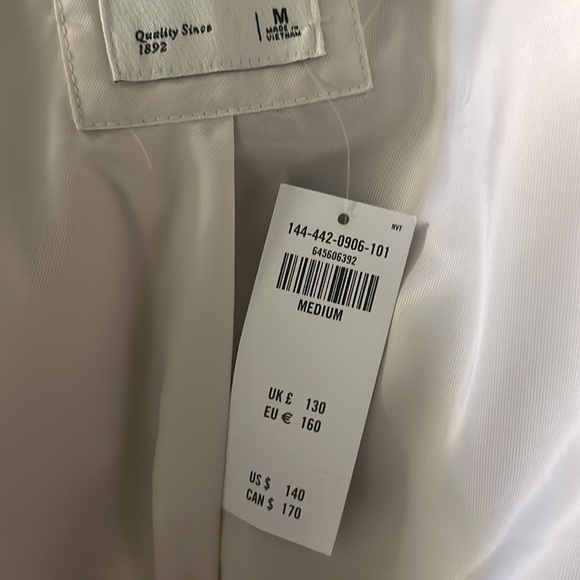 Quality Since
1892
M
MADE IN
VIETNAM
NVT
144-442-0906-101
645606392
MEDIUM
UK £ 130
EU € 160
US $ 140
CAN $ 170